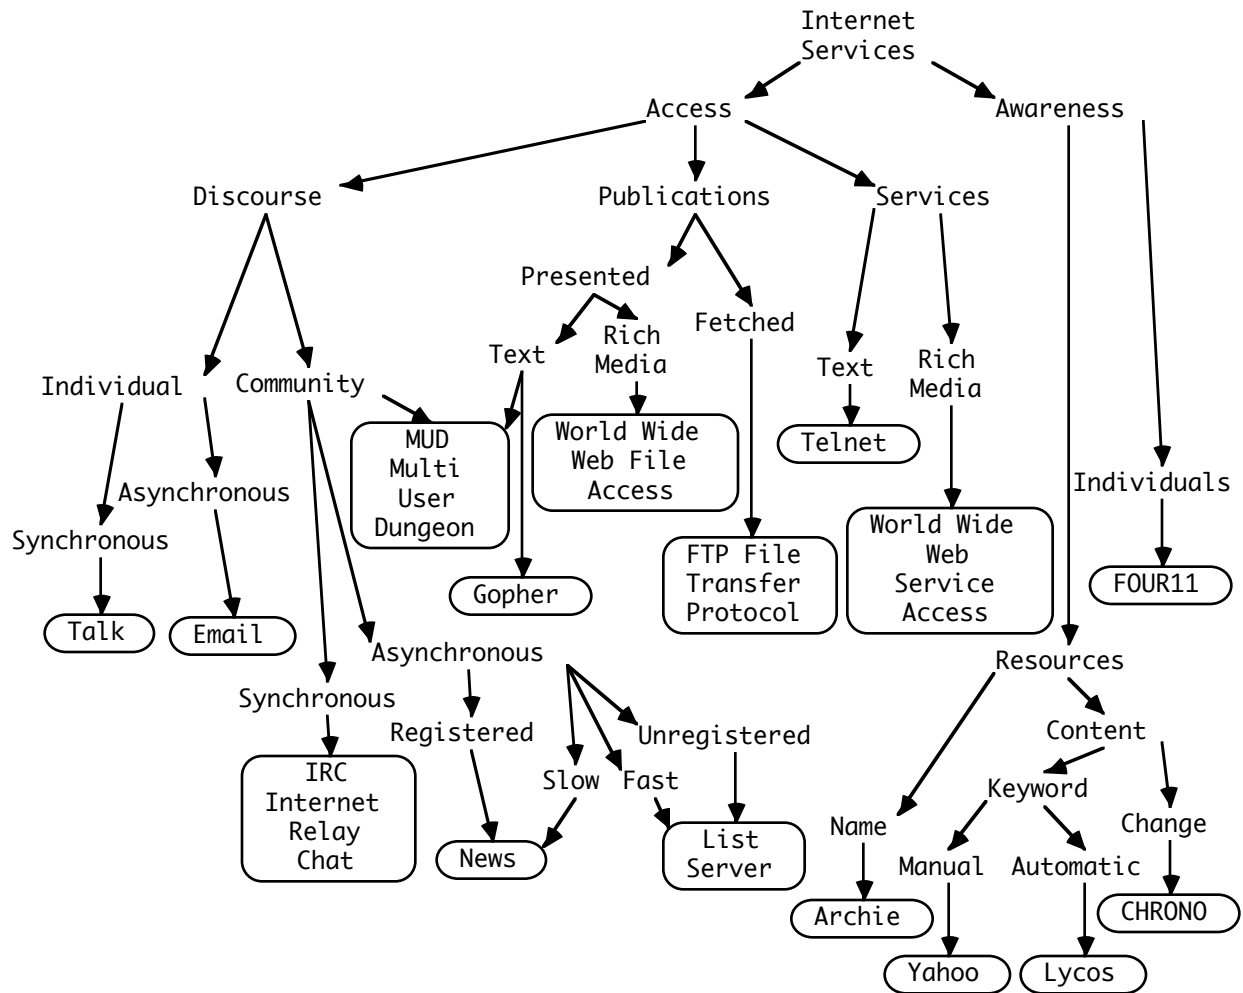 Internet
Services
Access
Awareness
Discourse
Publications
Services
Presented
Fetched
Text
Rich
Media
Text
Rich
Media
Individual
Community
MUD
Multi
User
Dungeon
World Wide
Web File
Access
Telnet
Asynchronous
Synchronous
Individuals
World Wide
Web
Service
Access
FTP File
Transfer
Protocol
Gopher
FOUR11
Talk
Email
Asynchronous
Resources
Synchronous
Registered
Unregistered
Content
Slow
Fast
Keyword
IRC
Internet
Relay
Chat
News
List
Server
Name
Change
Manual
Automatic
Archie
CHRONO
Yahoo
Lycos